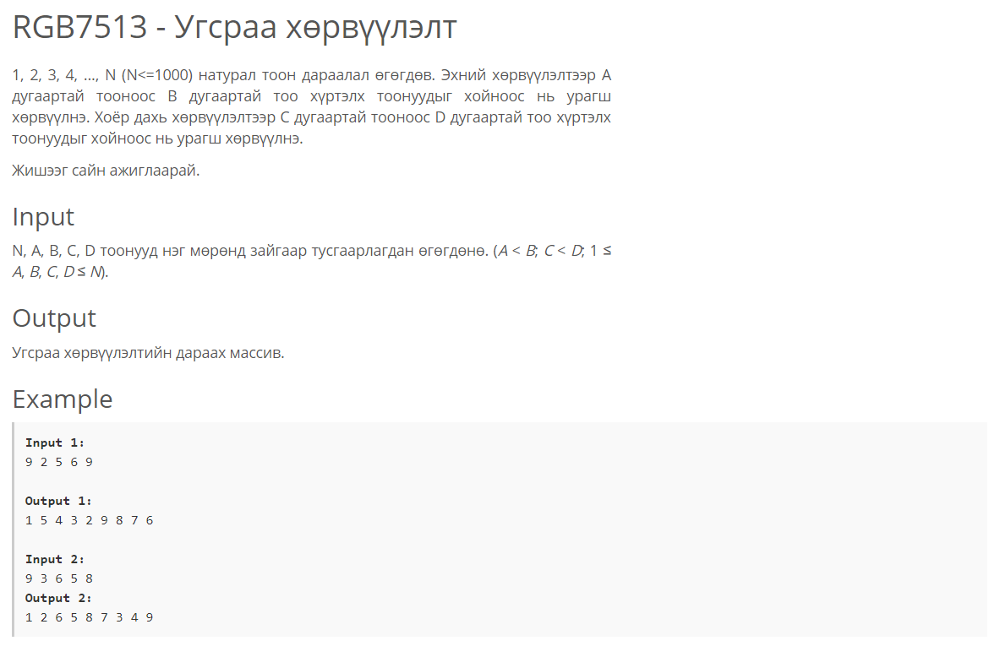 RGB7513 - Угсраа хөрвүүлэлт
1, 2, 3, 4, ..., N (N<=1000) натурал тоон дараалал өгөгдөв. Эхний хөрвүүлэлтээр А
дугаартай тооноос B дугаартай тоо хүртэлх тоонуудыг хойноос нь урагш
хөрвүүлнэ. Хоёр дахь хөрвүүлэлтээр С дугаартай тооноос D дугаартай тоо хүртэлх
тоонуудыг хойноос нь урагш хөрвүүлнэ.
Жишээг сайн ажиглаарай.
Input
N, A, B, C, D тоонууд нэг мөрөнд зайгаар тусгаарлагдан өгөгдөнө. (A < B; C < D; 1 ≤
A, B, C, D ≤ N).
Output
Угсраа хөрвүүлэлтийн дараах массив.
Example
Input 1:
9 2 5 6 9
Output 1:
1 5 4 3 2 9 8 7 6
Input 2:
9 3 6 5 8
Output 2:
1 2 6 5 8 7 3 4 9